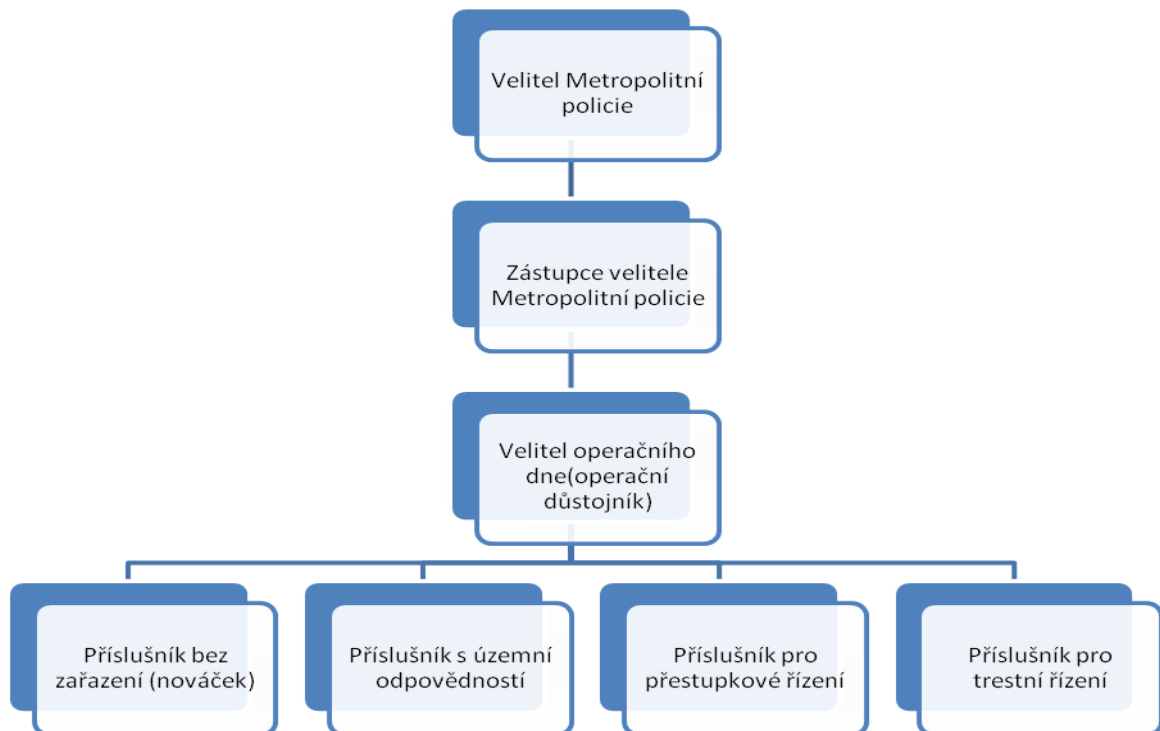 Velitel Metropolitní
policie
Zástupce velitele
Metropolitní policie
Velitel operačního
dne(operační
důstojník)
Příslušník bez
zařazení (nováček)
Příslušník s územní
odpovědností
Příslušník pro
přestupkové řízení
Příslušník pro
trestní řízení